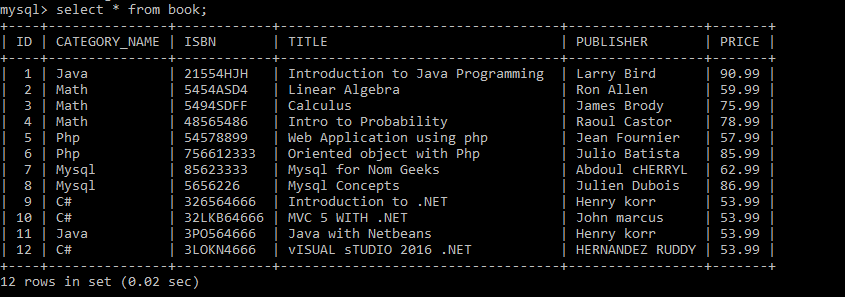 mysql> select * from book;
+----+---------------+------------+--------------------------------+----------------+-------+
| ID | CATEGORY_NAME | ISBN       | TITLE                            | PUBLISHER       | PRICE |
+----+---------------+------------+--------------------------------+----------------+-------+
|  1 | Java          | 21554HJH   | Introduction to Java Programming | Larry Bird      | 90.99 |
|  2 | Math          | 5454ASD4   | Linear Algebra                   | Ron Allen       | 59.99 |
|  3 | Math          | 5494SDFF   | Calculus                         | James Brody     | 75.99 |
|  4 | Math          | 48565486   | Intro to Probability             | Raoul Castor    | 78.99 |
|  5 | Php           | 54578899   | Web Application using php        | Jean Fournier   | 57.99 |
|  6 | Php           | 756612333  | Oriented object with Php         | Julio Batista   | 85.99 |
|  7 | Mysql         | 85623333   | Mysql for Nom Geeks              | Abdoul cHERRYL  | 62.99 |
|  8 | Mysql         | 5656226    | Mysql Concepts                   | Julien Dubois   | 86.99 |
|  9 | C#            | 326564666  | Introduction to .NET             | Henry korr      | 53.99 |
| 10 | C#            | 32LKB64666 | MVC 5 WITH .NET                  | John marcus     | 53.99 |
| 11 | Java          | 3PO564666  | Java with Netbeans               | Henry korr      | 53.99 |
| 12 | C#            | 3LOKN4666  | vISUAL sTUDIO 2016 .NET          | HERNANDEZ RUDDY | 53.99 |
+----+---------------+------------+--------------------------------+----------------+-------+
12 rows in set (0.02 sec)